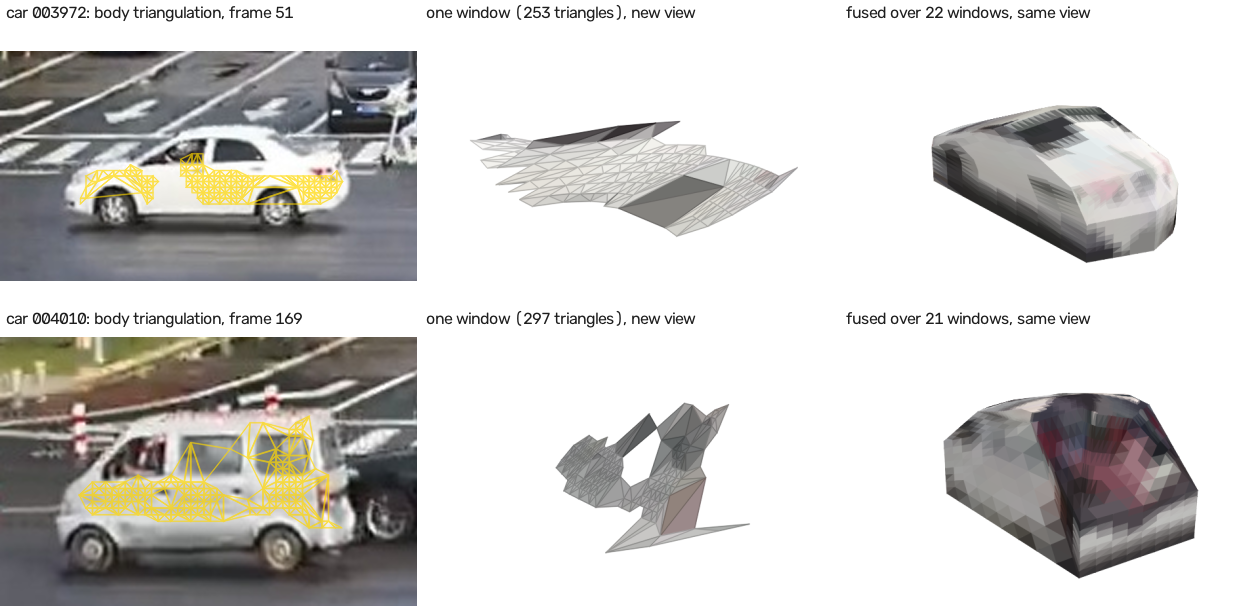 car 003972: body triangulation, frame 51
one window (253 triangles), new view
fused over 22 windows, same view
car 004010: body triangulation, frame 169
one window (297 triangles), new view
fused over 21 windows, same view